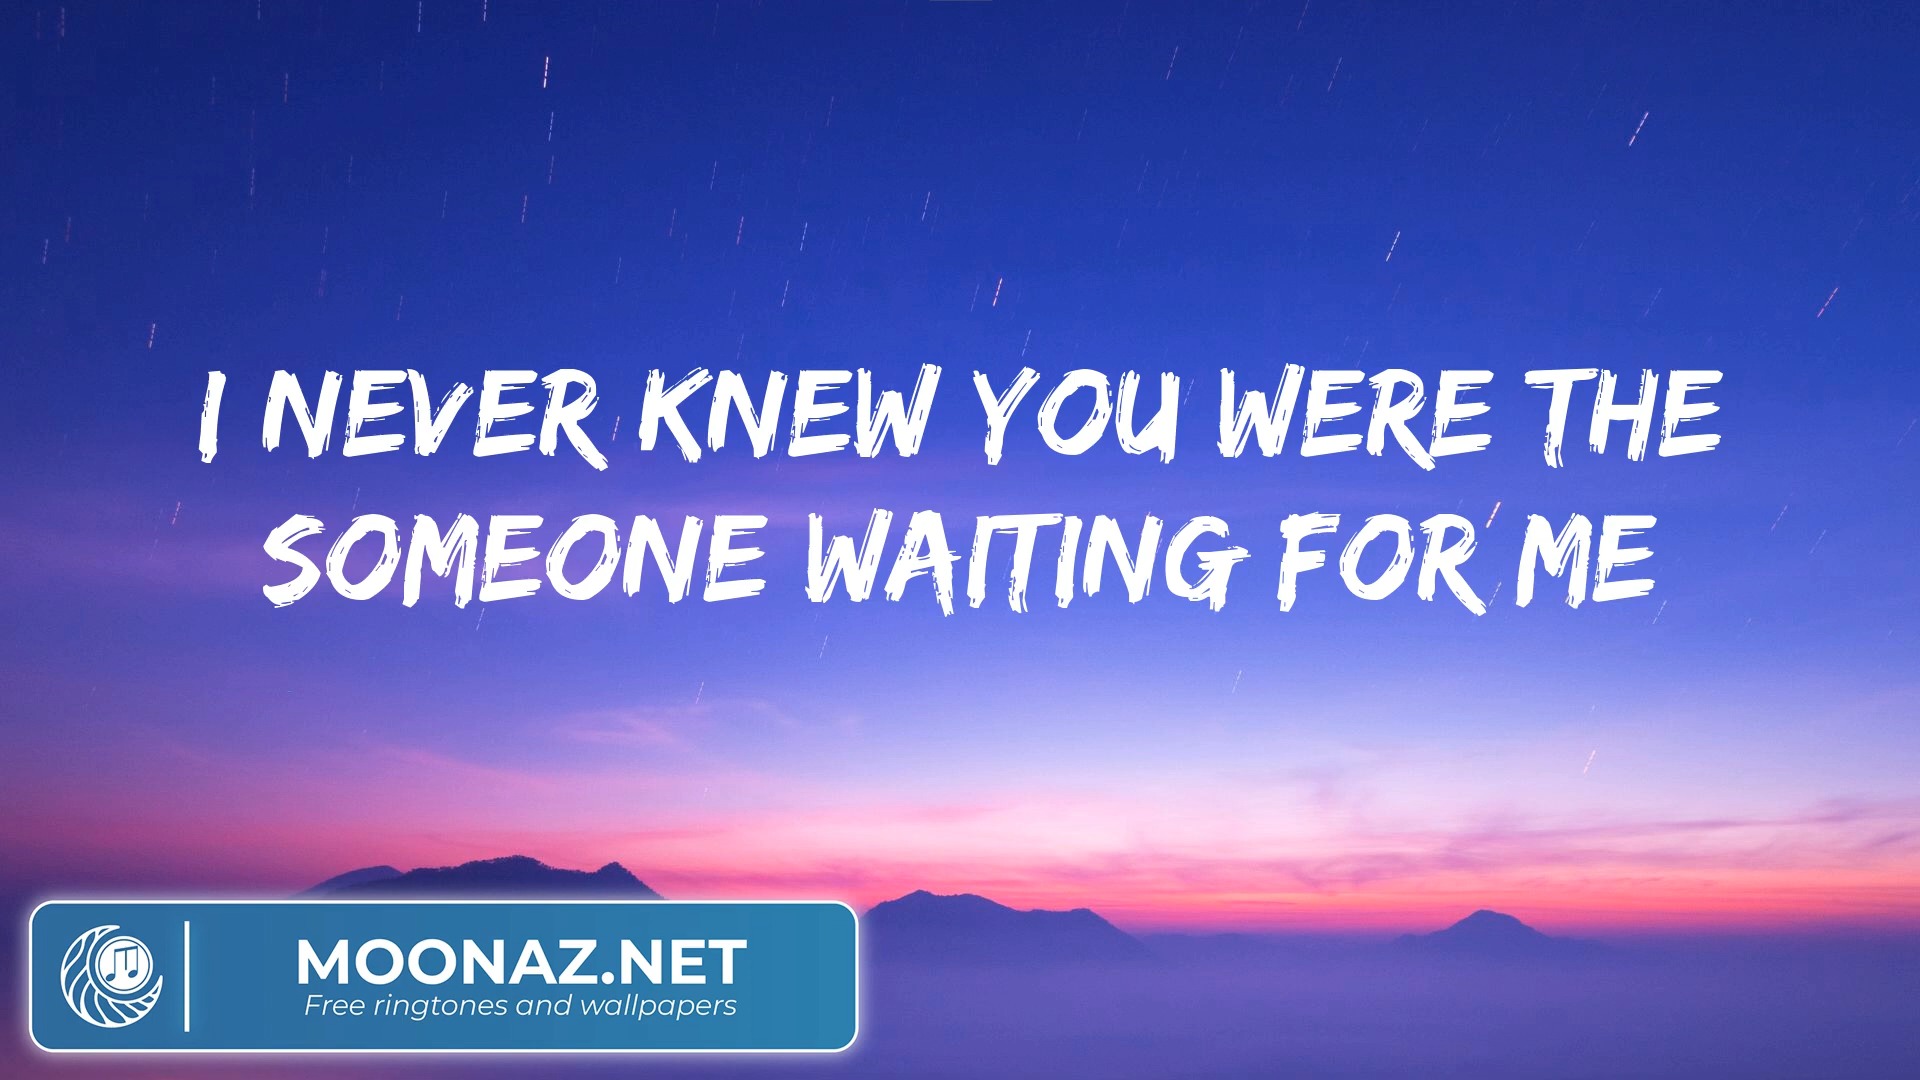 I NEVER KNEW YOU WERE THE
SOMEONE WAITING FOR ME
MOONAZ.NET
Free ringtones and wallpapers